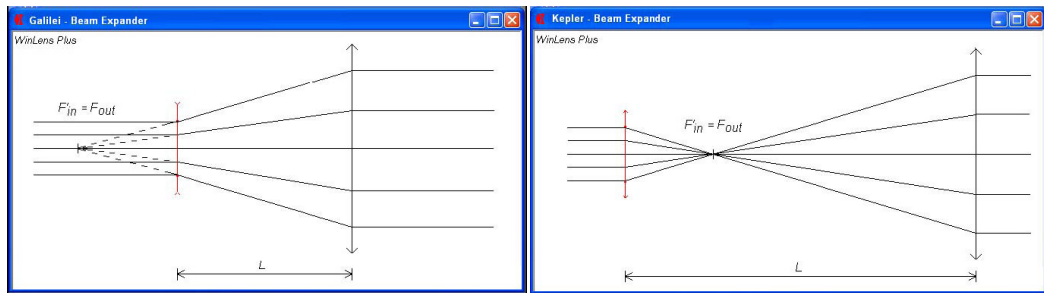 Galilei - Beam Expander
WinLens Plus
F'in = Fout
L
Kepler - Beam Expander
WinLens Plus
F'in = Fout
L